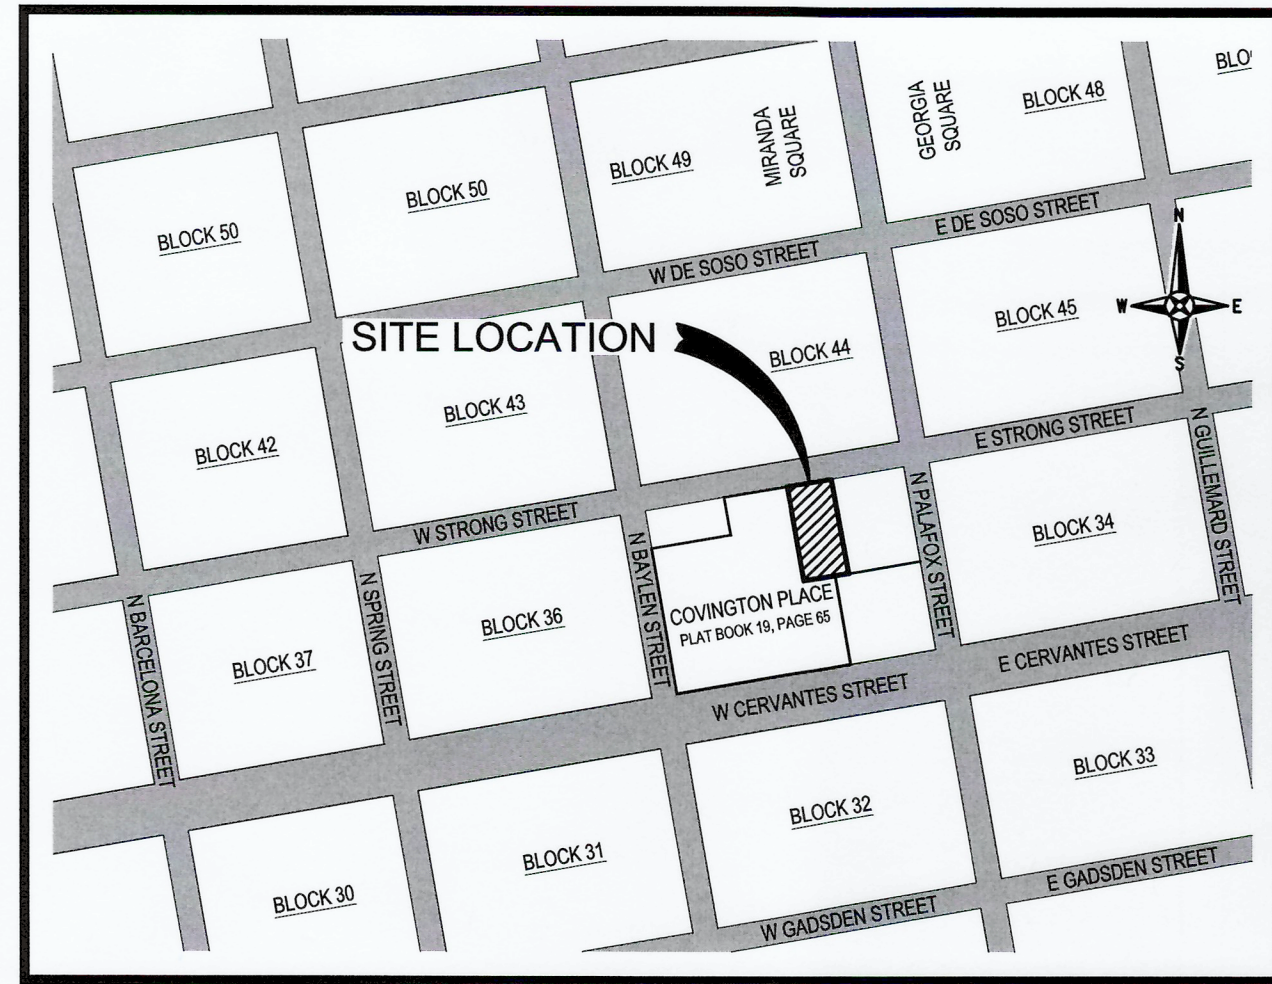 BLO
BLOCK 48
GEORGIA
SQUARE
MIRANDA
SQUARE
BLOCK 49
BLOCK 50
BLOCK 50
E DE SOSO STREET
W DE SOSO STREET
N
W
E
S
BLOCK 45
SITE LOCATION
BLOCK 44
BLOCK 43
BLOCK 42
E STRONG STREET
W STRONG STREET
N GUILLEMARD STREET
N PALAFOX STREET
BLOCK 34
N BAYLEN STREET
N SPRING STREET
N BARCELONA STREET
COVINGTON PLACE
PLAT BOOK 19, PAGE 65
BLOCK 36
BLOCK 37
E CERVANTES STREET
W CERVANTES STREET
BLOCK 33
BLOCK 32
BLOCK 31
BLOCK 30
E GADSDEN STREET
W GADSDEN STREET